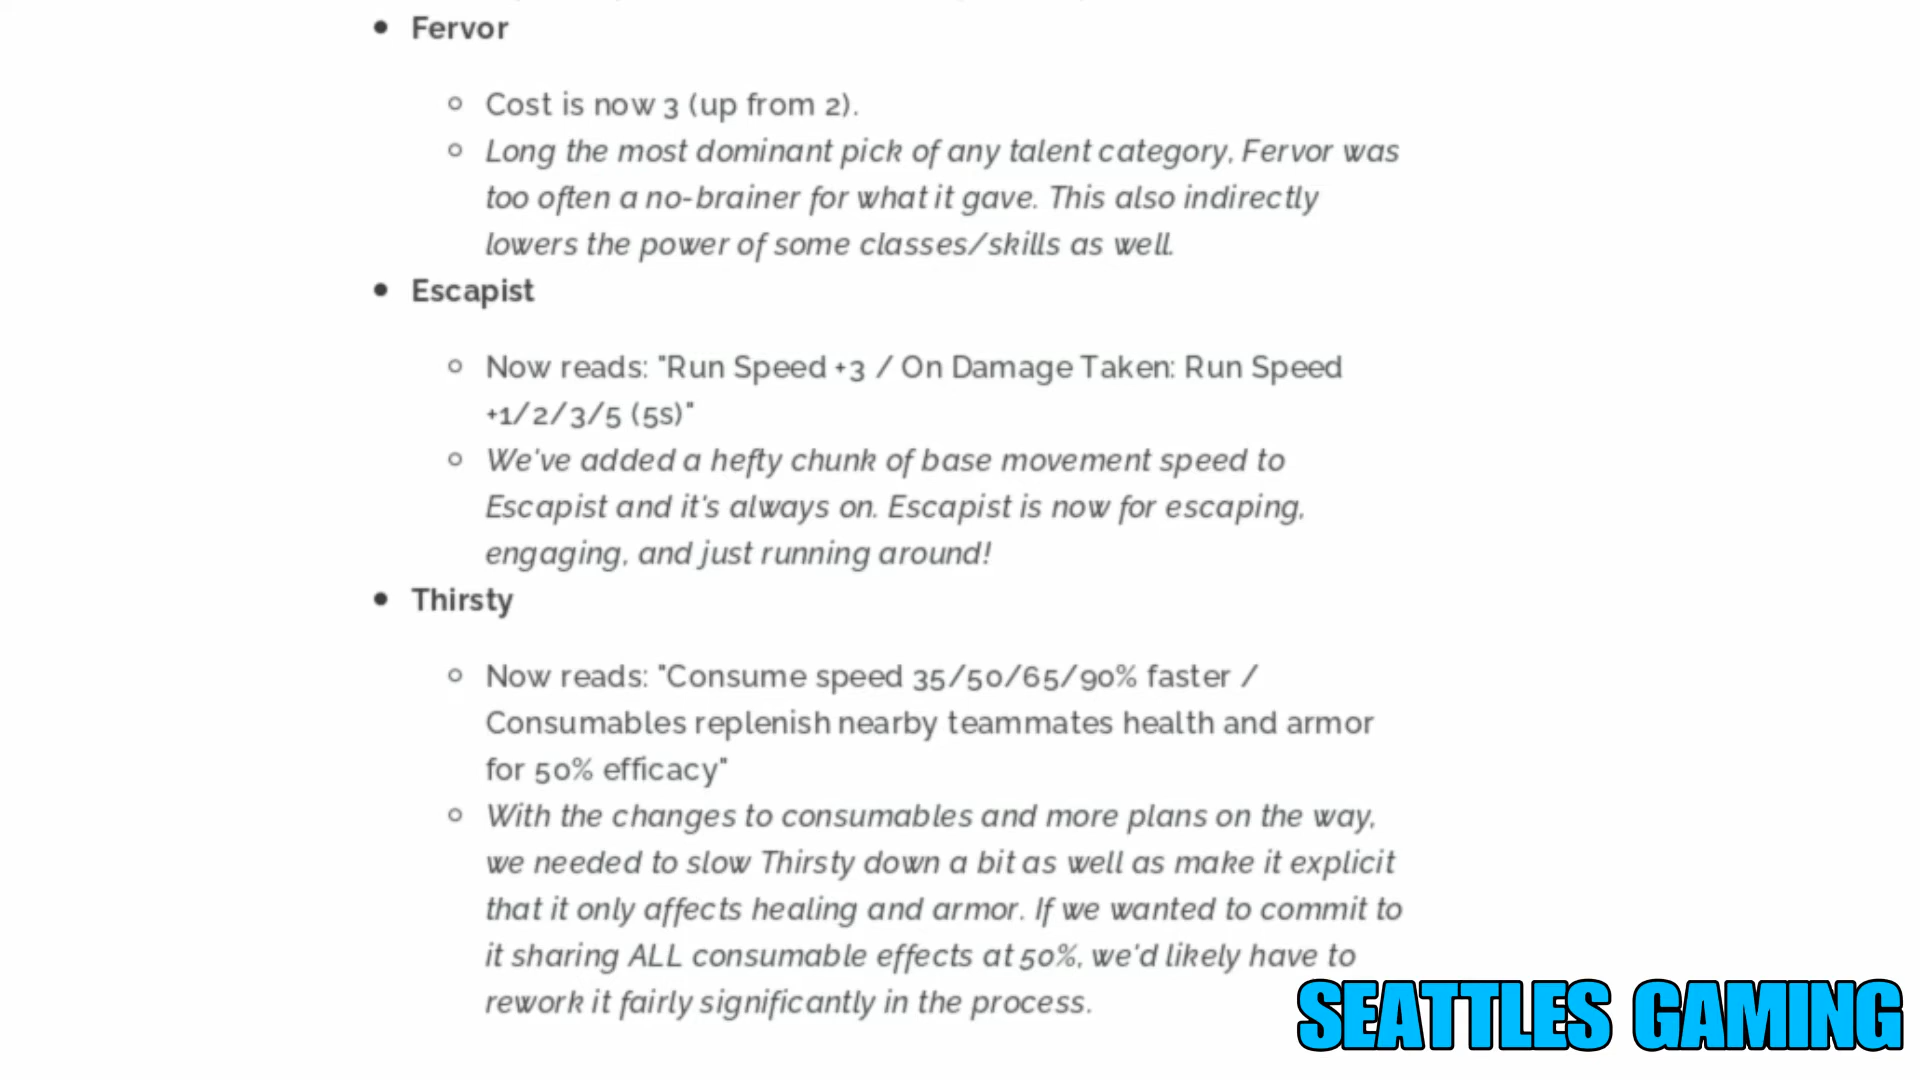 Fervor
Cost is now 3 (up from 2).
Long the most dominant pick of any talent category, Fervor was
too often a no-brainer for what it gave. This also indirectly
lowers the power of some classes/skills as well.
Escapist
Now reads: "Run Speed +3 / On Damage Taken: Run Speed
+1/2/3/5 (5s)"
We've added a hefty chunk of base movement speed to
Escapist and it's always on. Escapist is now for escaping,
engaging, and just running around!
Thirsty
Now reads: "Consume speed 35/50/65/90% faster /
Consumables replenish nearby teammates health and armor
for 50% efficacy"
With the changes to consumables and more plans on the way,
we needed to slow Thirsty down a bit as well as make it explicit
that it only affects healing and armor. If we wanted to commit to
it sharing ALL consumable effects at 50%, we'd likely have to
rework it fairly significantly in the process.
SEATTLES GAMING